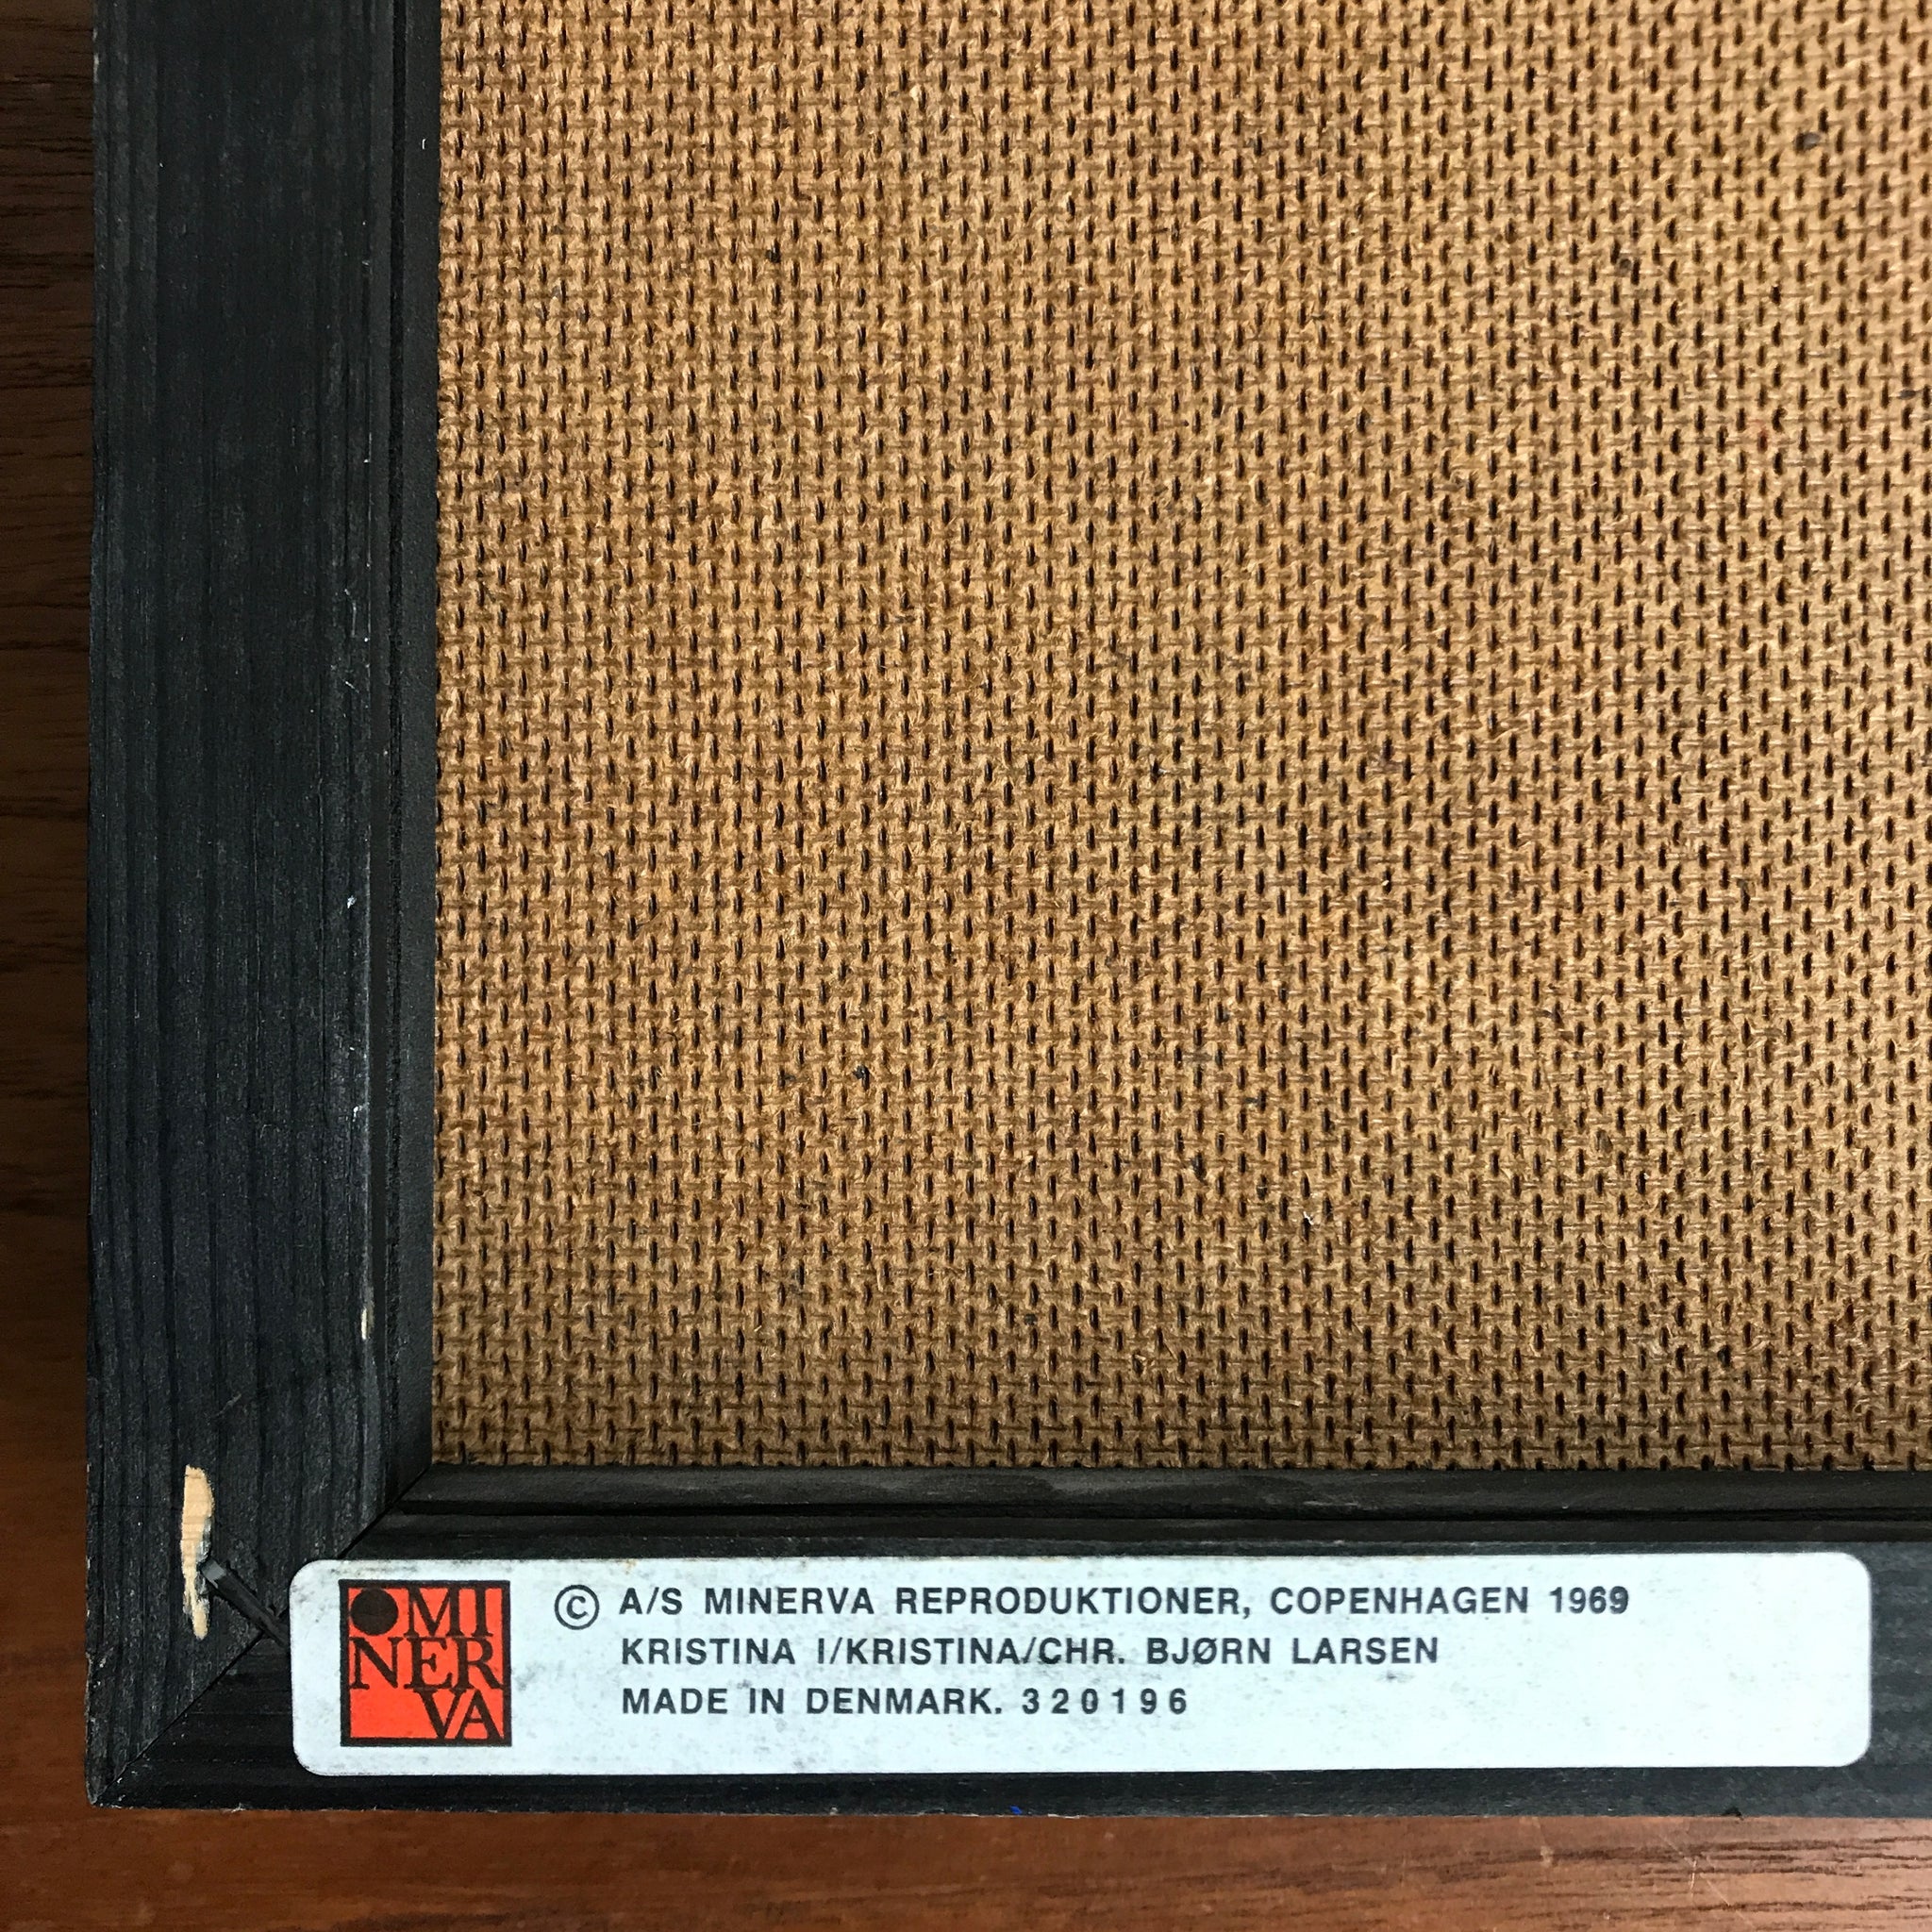 MI
NER
VA
© A/S MINERVA REPRODUKTIONER, COPENHAGEN 1969
KRISTINA I/KRISTINA/CHR. BJØRN LARSEN
MADE IN DENMARK. 320196